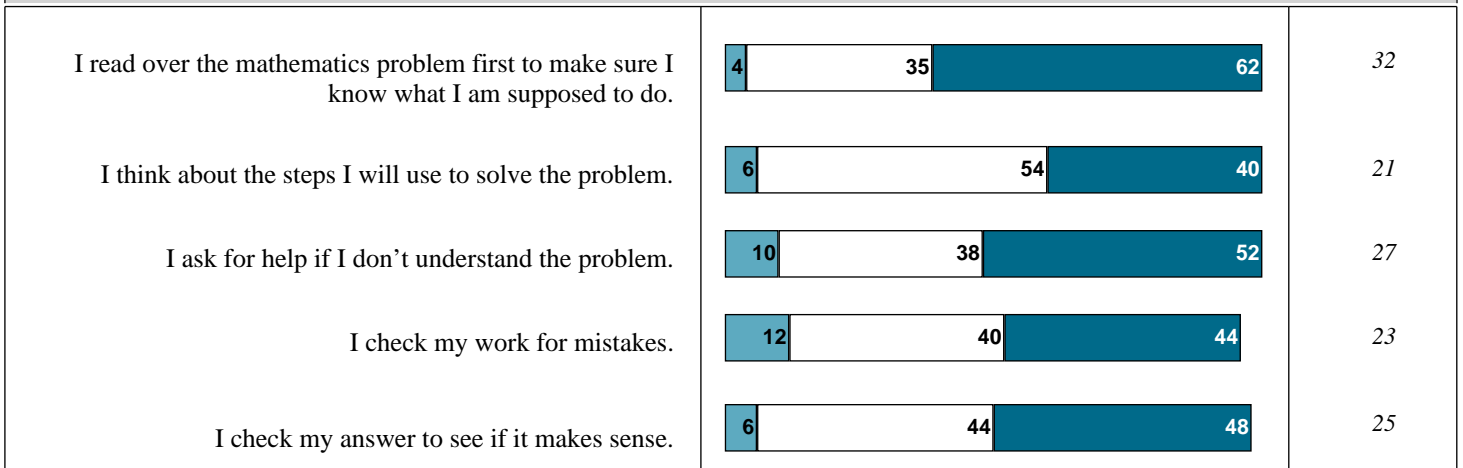 I read over the mathematics problem first to make sure I
know what I am supposed to do.
4 35 62 32
I think about the steps I will use to solve the problem.
6 54 40 21
I ask for help if I don’t understand the problem.
10 38 52 27
I check my work for mistakes.
12 40 44 23
I check my answer to see if it makes sense.
6 44 48 25